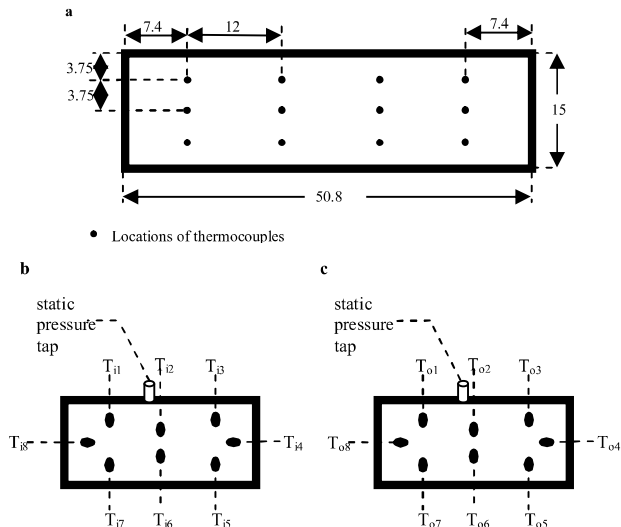 a
7.4
12
7.4
3.75
3.75
15
50.8
• Locations of thermocouples
b
c
static
pressure
tap
static
pressure
tap
Ti1
Ti2
Ti3
To1
To2
To3
Ti8
Ti4
To8
To4
Ti7
Ti6
Ti5
To7
To6
To5